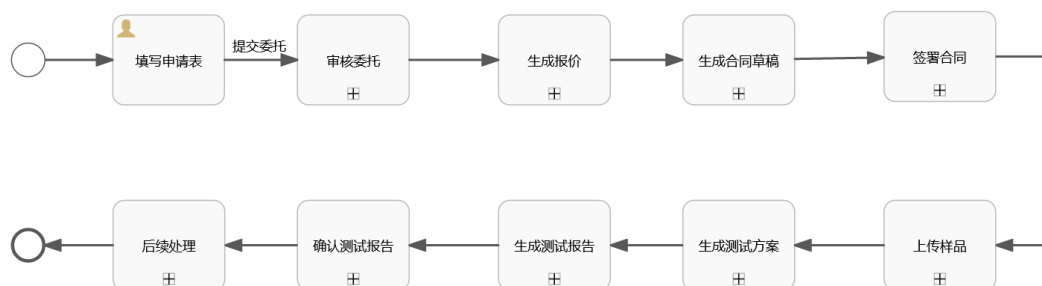 填写申请表
提交委托
审核委托
生成报价
生成合同草稿
签署合同
后续处理
确认测试报告
生成测试报告
生成测试方案
上传样品